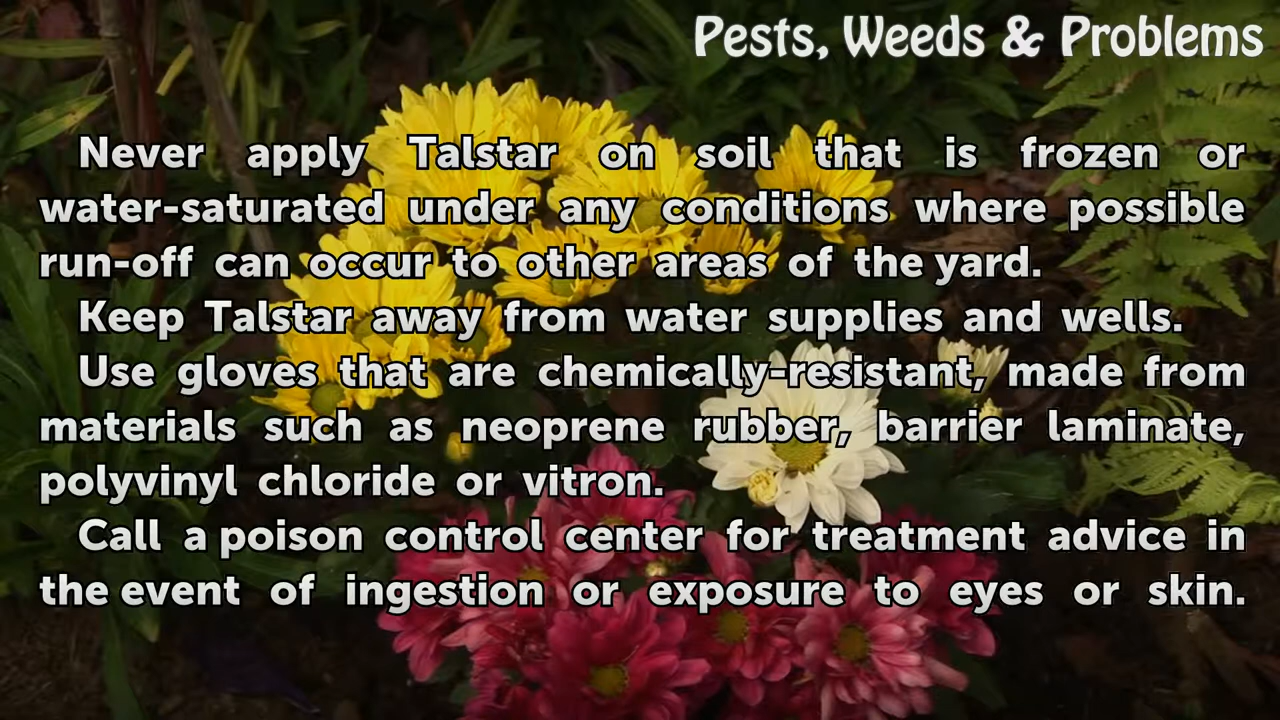 Pests, Weeds & Problems
Never apply Talstar on soil that is frozen or
water-saturated under any conditions where possible
run-off can occur to other areas of the yard.
Keep Talstar away from water supplies and wells.
Use gloves that are chemically-resistant, made from
materials such as neoprene rubber, barrier laminate,
polyvinyl chloride or vitron.
Call a poison control center for treatment advice in
the event of ingestion or exposure to eyes or skin.